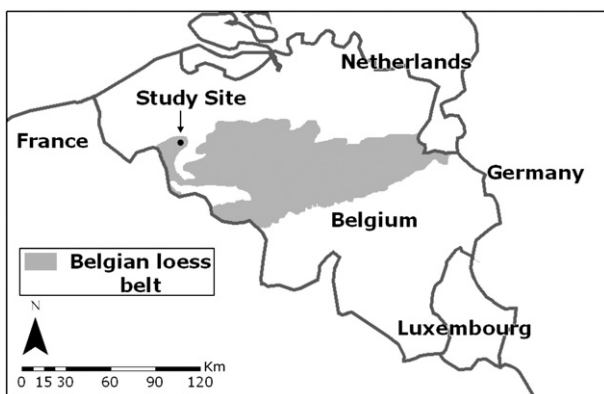 Netherlands
Study Site
France
Germany
Belgium
Belgian loess
belt
N
Luxembourg
Km
0 15 30 60 90 120